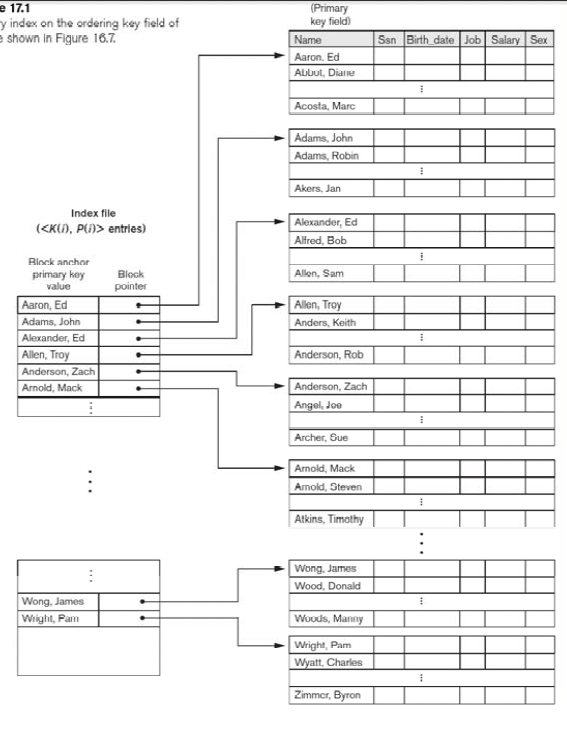 e 17.1
y index on the ordering key field of
e shown in Figure 16.7.
(Primary
key field)
Name Ssn Birth_date Job Salary Sex
Aaron, Ed
Abbot, Diane
⋮
Acosta, Marc
Adams, John
Adams, Robin
⋮
Akers, Jan
Alexander, Ed
Alfred, Bob
⋮
Allen, Sam
Allen, Troy
Anders, Keith
⋮
Anderson, Rob
Anderson, Zach
Angel, Joe
⋮
Archer, Sue
Arnold, Mack
Arnold, Steven
⋮
Atkins, Timothy
⋮
Wong, James
Wood, Donald
⋮
Woods, Manny
Wright, Pam
Wyatt, Charles
⋮
Zimmer, Byron
Index file
(<K(i), P(i)> entries)
Block anchor
primary key
value
Block
pointer
Aaron, Ed
Adams, John
Alexander, Ed
Allen, Troy
Anderson, Zach
Arnold, Mack
⋮
⋮
⋮
Wong, James
Wright, Pam